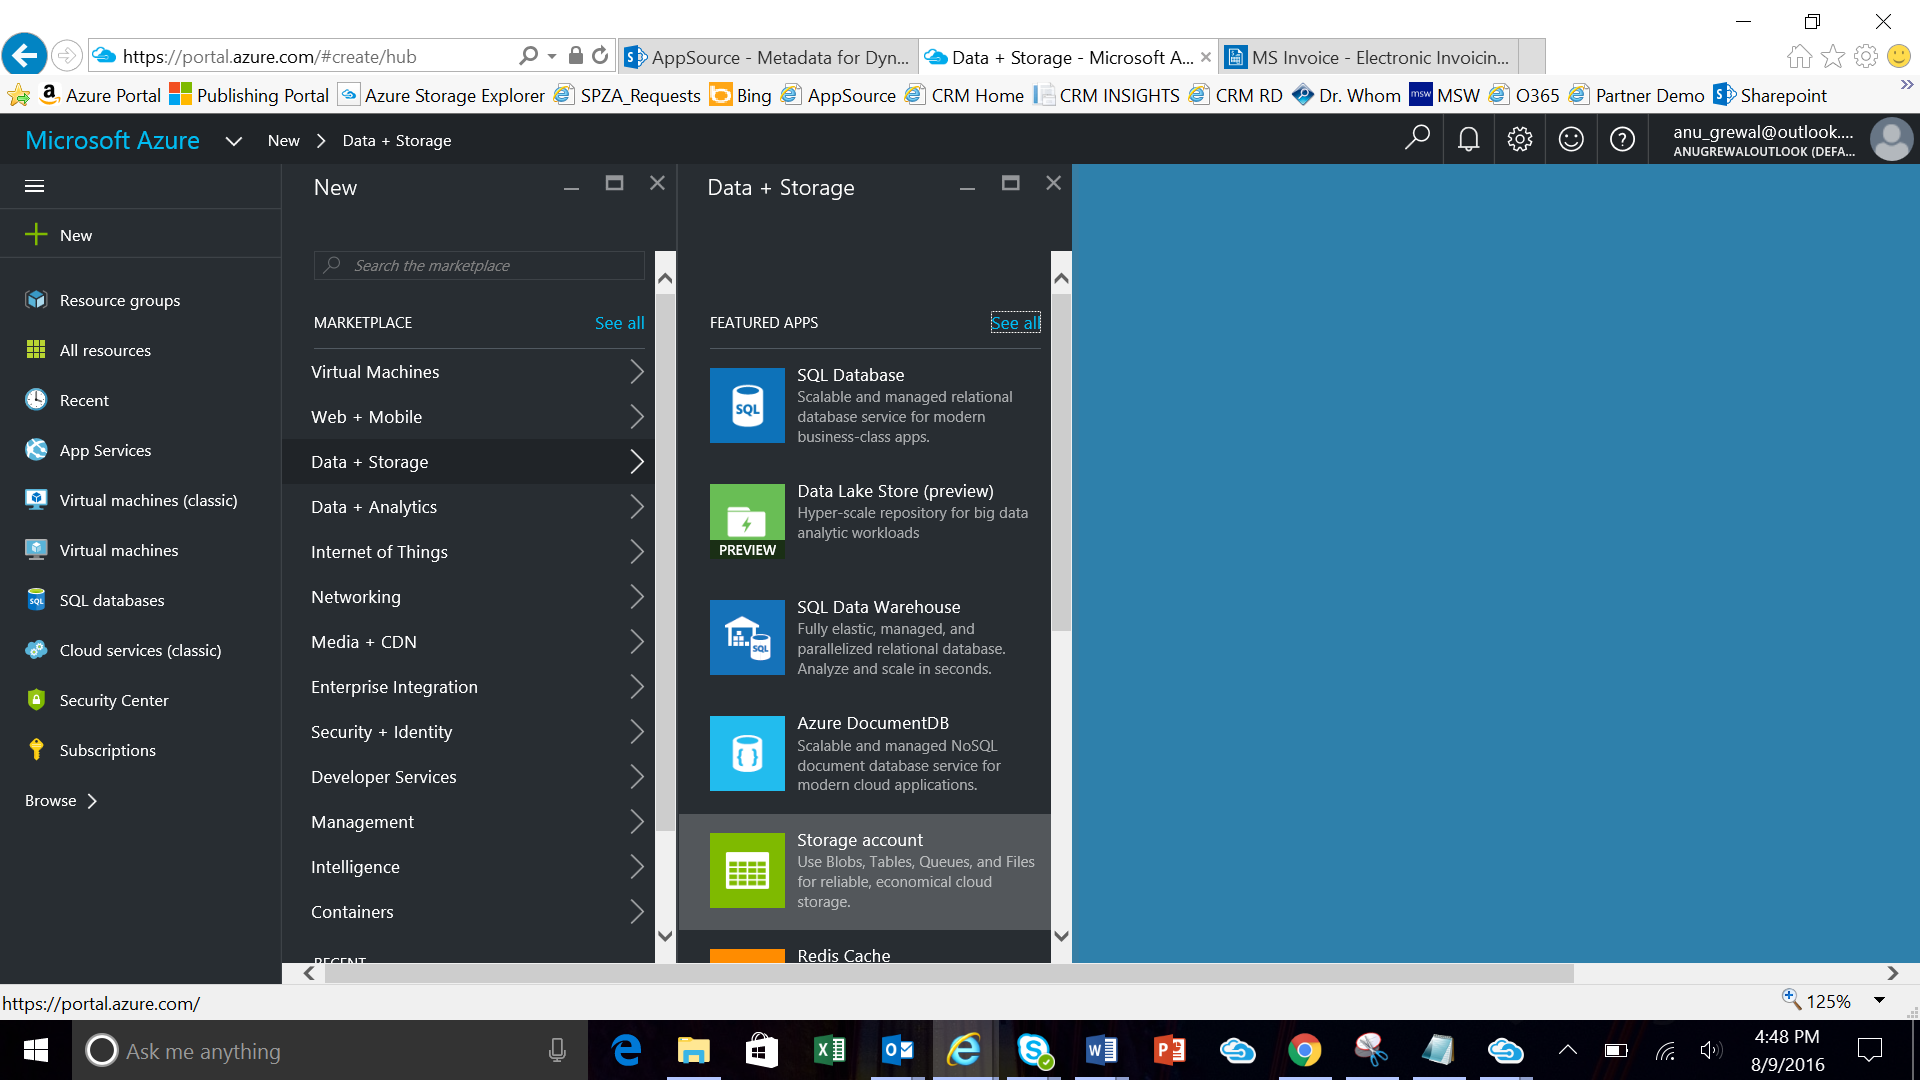 https://portal.azure.com/#create/hub
AppSource - Metadata for Dyn...
Data + Storage - Microsoft A...
MS Invoice - Electronic Invoicin...
Azure Portal
Publishing Portal
Azure Storage Explorer
SPZA_Requests
Bing
AppSource
CRM Home
CRM INSIGHTS
CRM RD
Dr. Whom
msw
MSW
O365
Partner Demo
Sharepoint
Microsoft Azure
New
Data + Storage
anu_grewal@outlook....
ANUGREWALOUTLOOK (DEFA...
New
Resource groups
All resources
Recent
App Services
Virtual machines (classic)
Virtual machines
SQL databases
Cloud services (classic)
Security Center
Subscriptions
Browse
New
Search the marketplace
MARKETPLACE
See all
Virtual Machines
Web + Mobile
Data + Storage
Data + Analytics
Internet of Things
Networking
Media + CDN
Enterprise Integration
Security + Identity
Developer Services
Management
Intelligence
Containers
RECENT
Data + Storage
FEATURED APPS
See all
SQL
SQL Database
Scalable and managed relational
database service for modern
business-class apps.
PREVIEW
Data Lake Store (preview)
Hyper-scale repository for big data
analytic workloads
SQL
SQL Data Warehouse
Fully elastic, managed, and
parallelized relational database.
Analyze and scale in seconds.
Azure DocumentDB
Scalable and managed NoSQL
document database service for
modern cloud applications.
Storage account
Use Blobs, Tables, Queues, and Files
for reliable, economical cloud
storage.
Redis Cache
https://portal.azure.com/
125%
Ask me anything
4:48 PM
8/9/2016